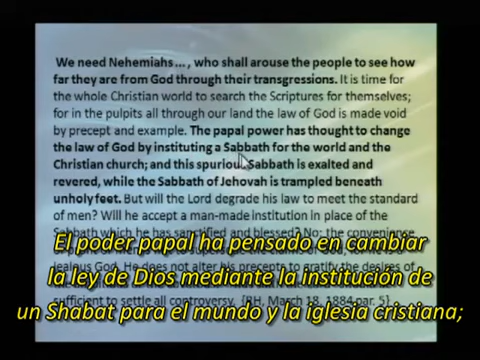 We need Nehemiahs..., who shall arouse the people to see how
far they are from God through their transgressions. It is time for
the whole Christian world to search the Scriptures for themselves;
for in the pulpits all through our land the law of God is made void
by precept and example. The papal power has thought to change
the law of God by instituting a Sabbath for the world and the
Christian church; and this spurious Sabbath is exalted and
revered, while the Sabbath of Jehovah is trampled beneath
unholy feet. But will the Lord degrade his law to meet the standard
of men? Will he accept a man-made institution in place of the
Sabbath which he has sanctified and blessed? No; the convenience
El poder papal ha pensado en cambiar
jealous God. He does not alter his precepts to gratify the desires of
la ley de Dios mediante la institución de
sufficient to settle all controversy. {RH, March 18, 1884 par. 5}
un Shabat para el mundo y la iglesia cristiana;